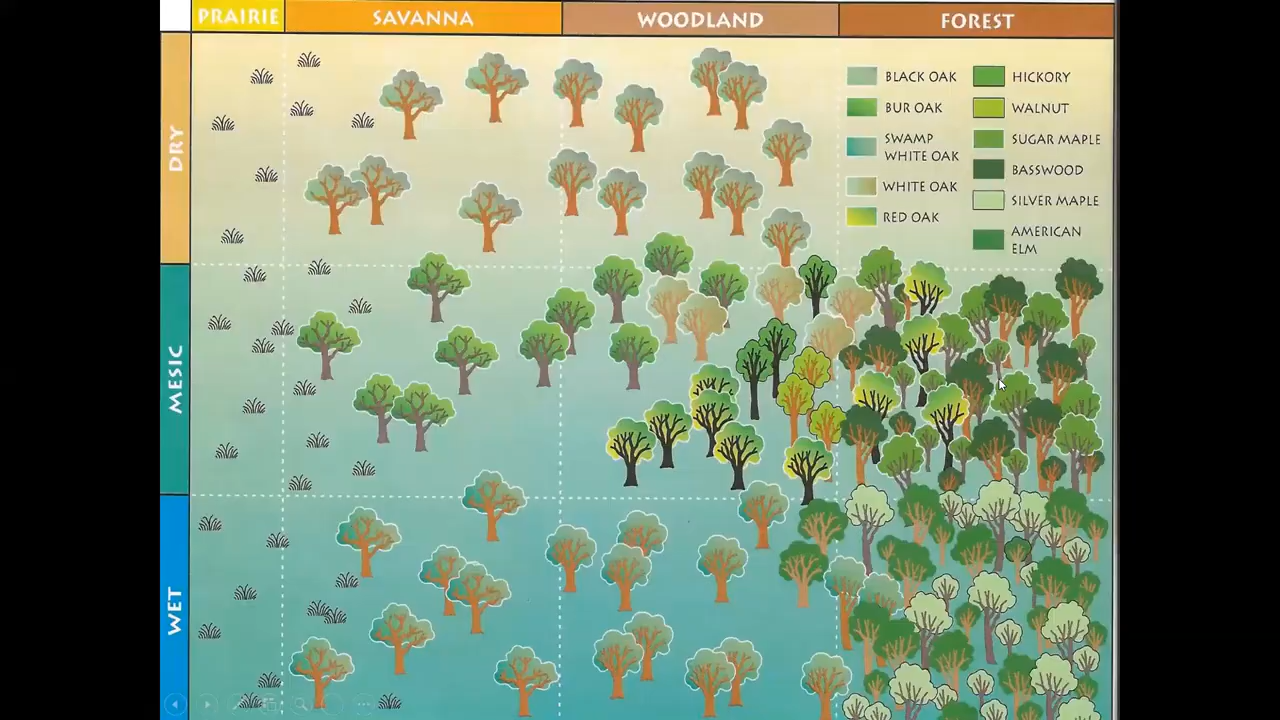 PRAIRIE
SAVANNA
WOODLAND
FOREST
DRY
MESIC
WET
BLACK OAK
BUR OAK
SWAMP
WHITE OAK
WHITE OAK
RED OAK
HICKORY
WALNUT
SUGAR MAPLE
BASSWOOD
SILVER MAPLE
AMERICAN
ELM